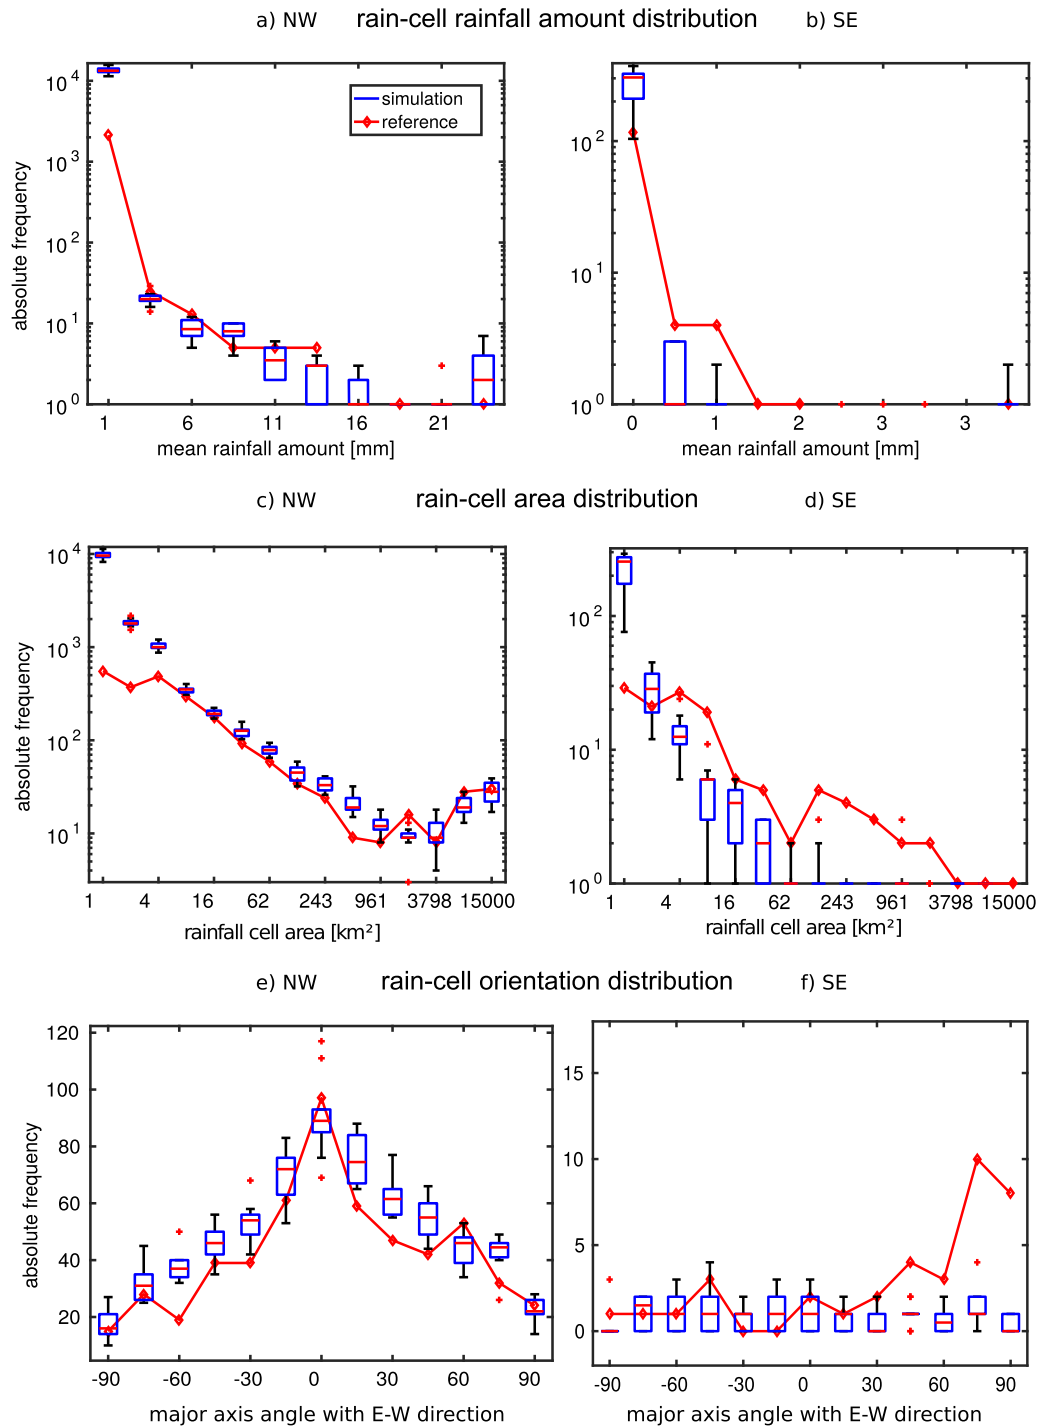 a) NW rain-cell rainfall amount distribution b) SE
simulation
reference
absolute frequency
10^4
10^3
10^2
10^1
10^0
1 6 11 16 21
mean rainfall amount [mm]
10^2
10^1
10^0
0 1 2 3 3
mean rainfall amount [mm]
c) NW rain-cell area distribution d) SE
absolute frequency
10^4
10^3
10^2
10^1
1 4 16 62 243 961 3798 15000
rainfall cell area [km²]
10^2
10^1
10^0
1 4 16 62 243 961 3798 15000
rainfall cell area [km²]
e) NW rain-cell orientation distribution f) SE
absolute frequency
120
100
80
60
40
20
-90 -60 -30 0 30 60 90
major axis angle with E-W direction
15
10
5
0
-90 -60 -30 0 30 60 90
major axis angle with E-W direction